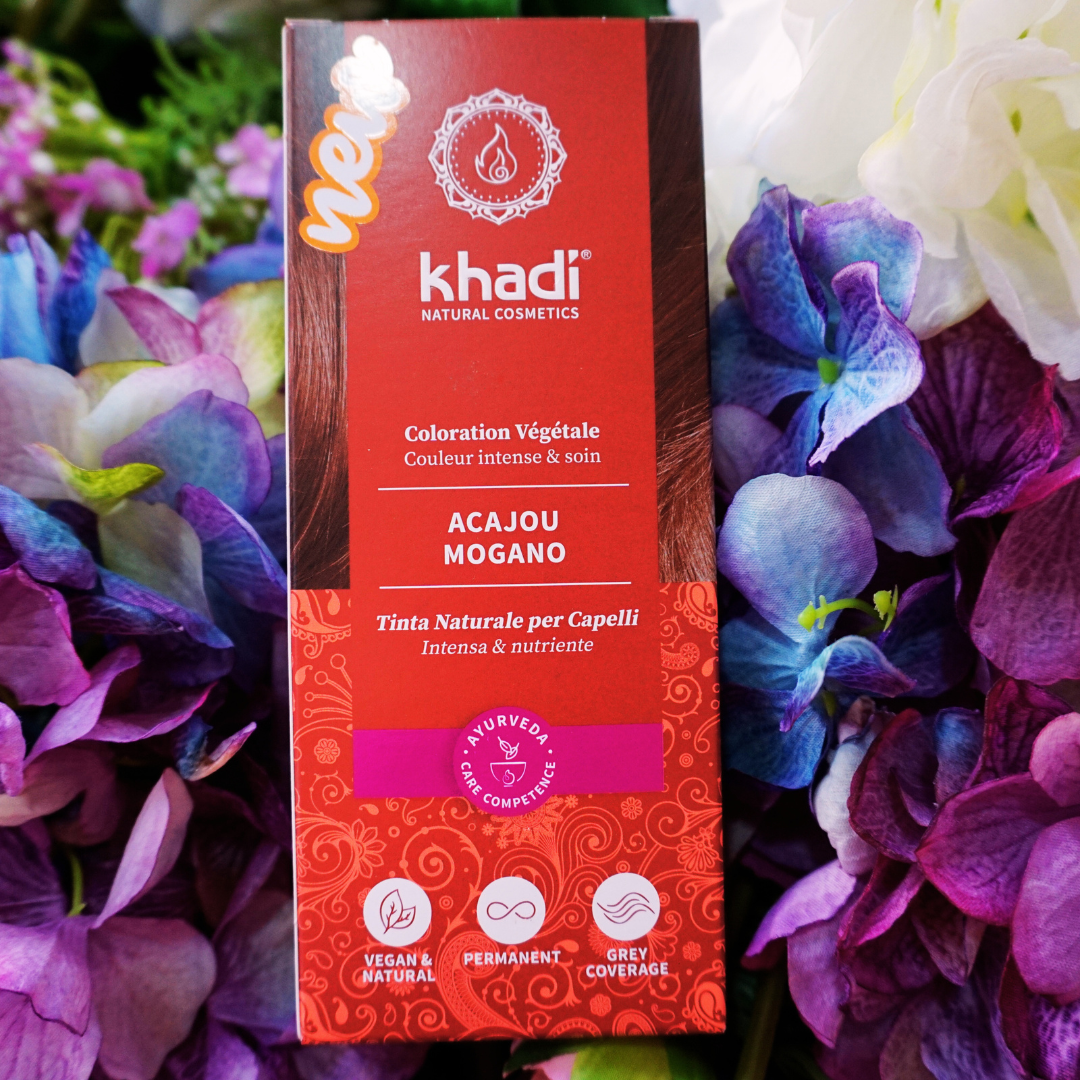 new
khadi®
NATURAL COSMETICS
Coloration Végétale
Couleur intense & soin
ACAJOU
MOGANO
Tinta Naturale per Capelli
Intensa & nutriente
AYURVEDA
CARE COMPETENCE
VEGAN &
NATURAL
PERMANENT
GREY
COVERAGE